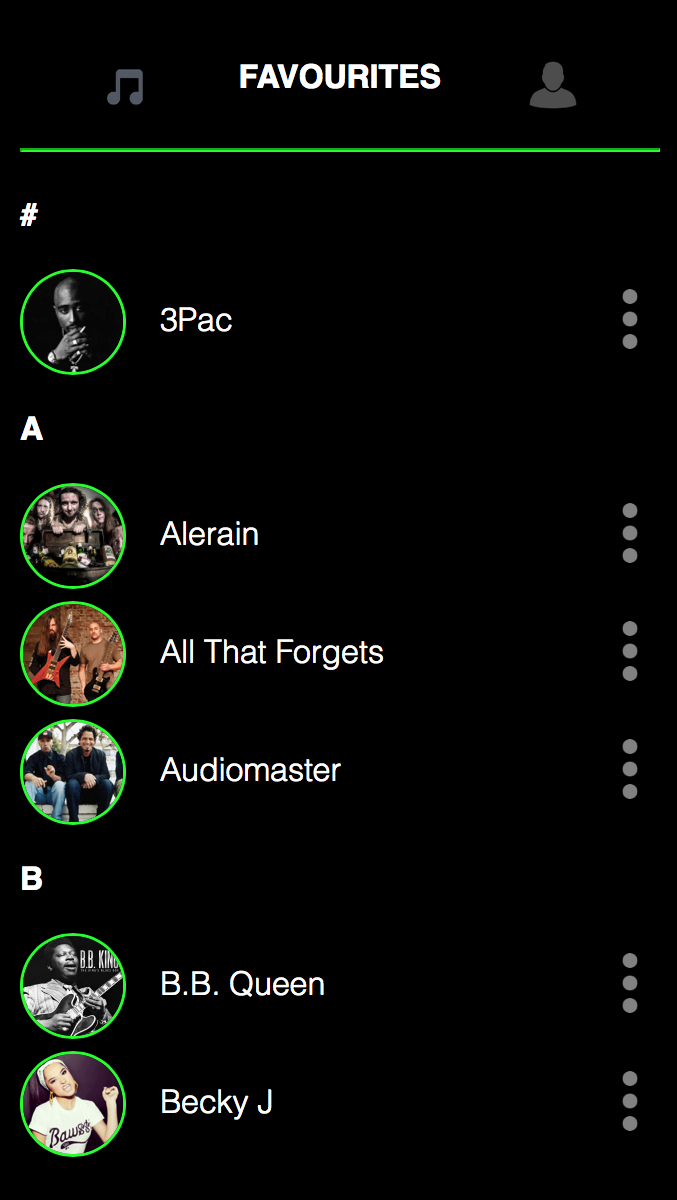 FAVOURITES
#
3Pac
A
Alerain
All That Forgets
Audiomaster
B
B.B. KING
B.B. Queen
Becky J
Bawse